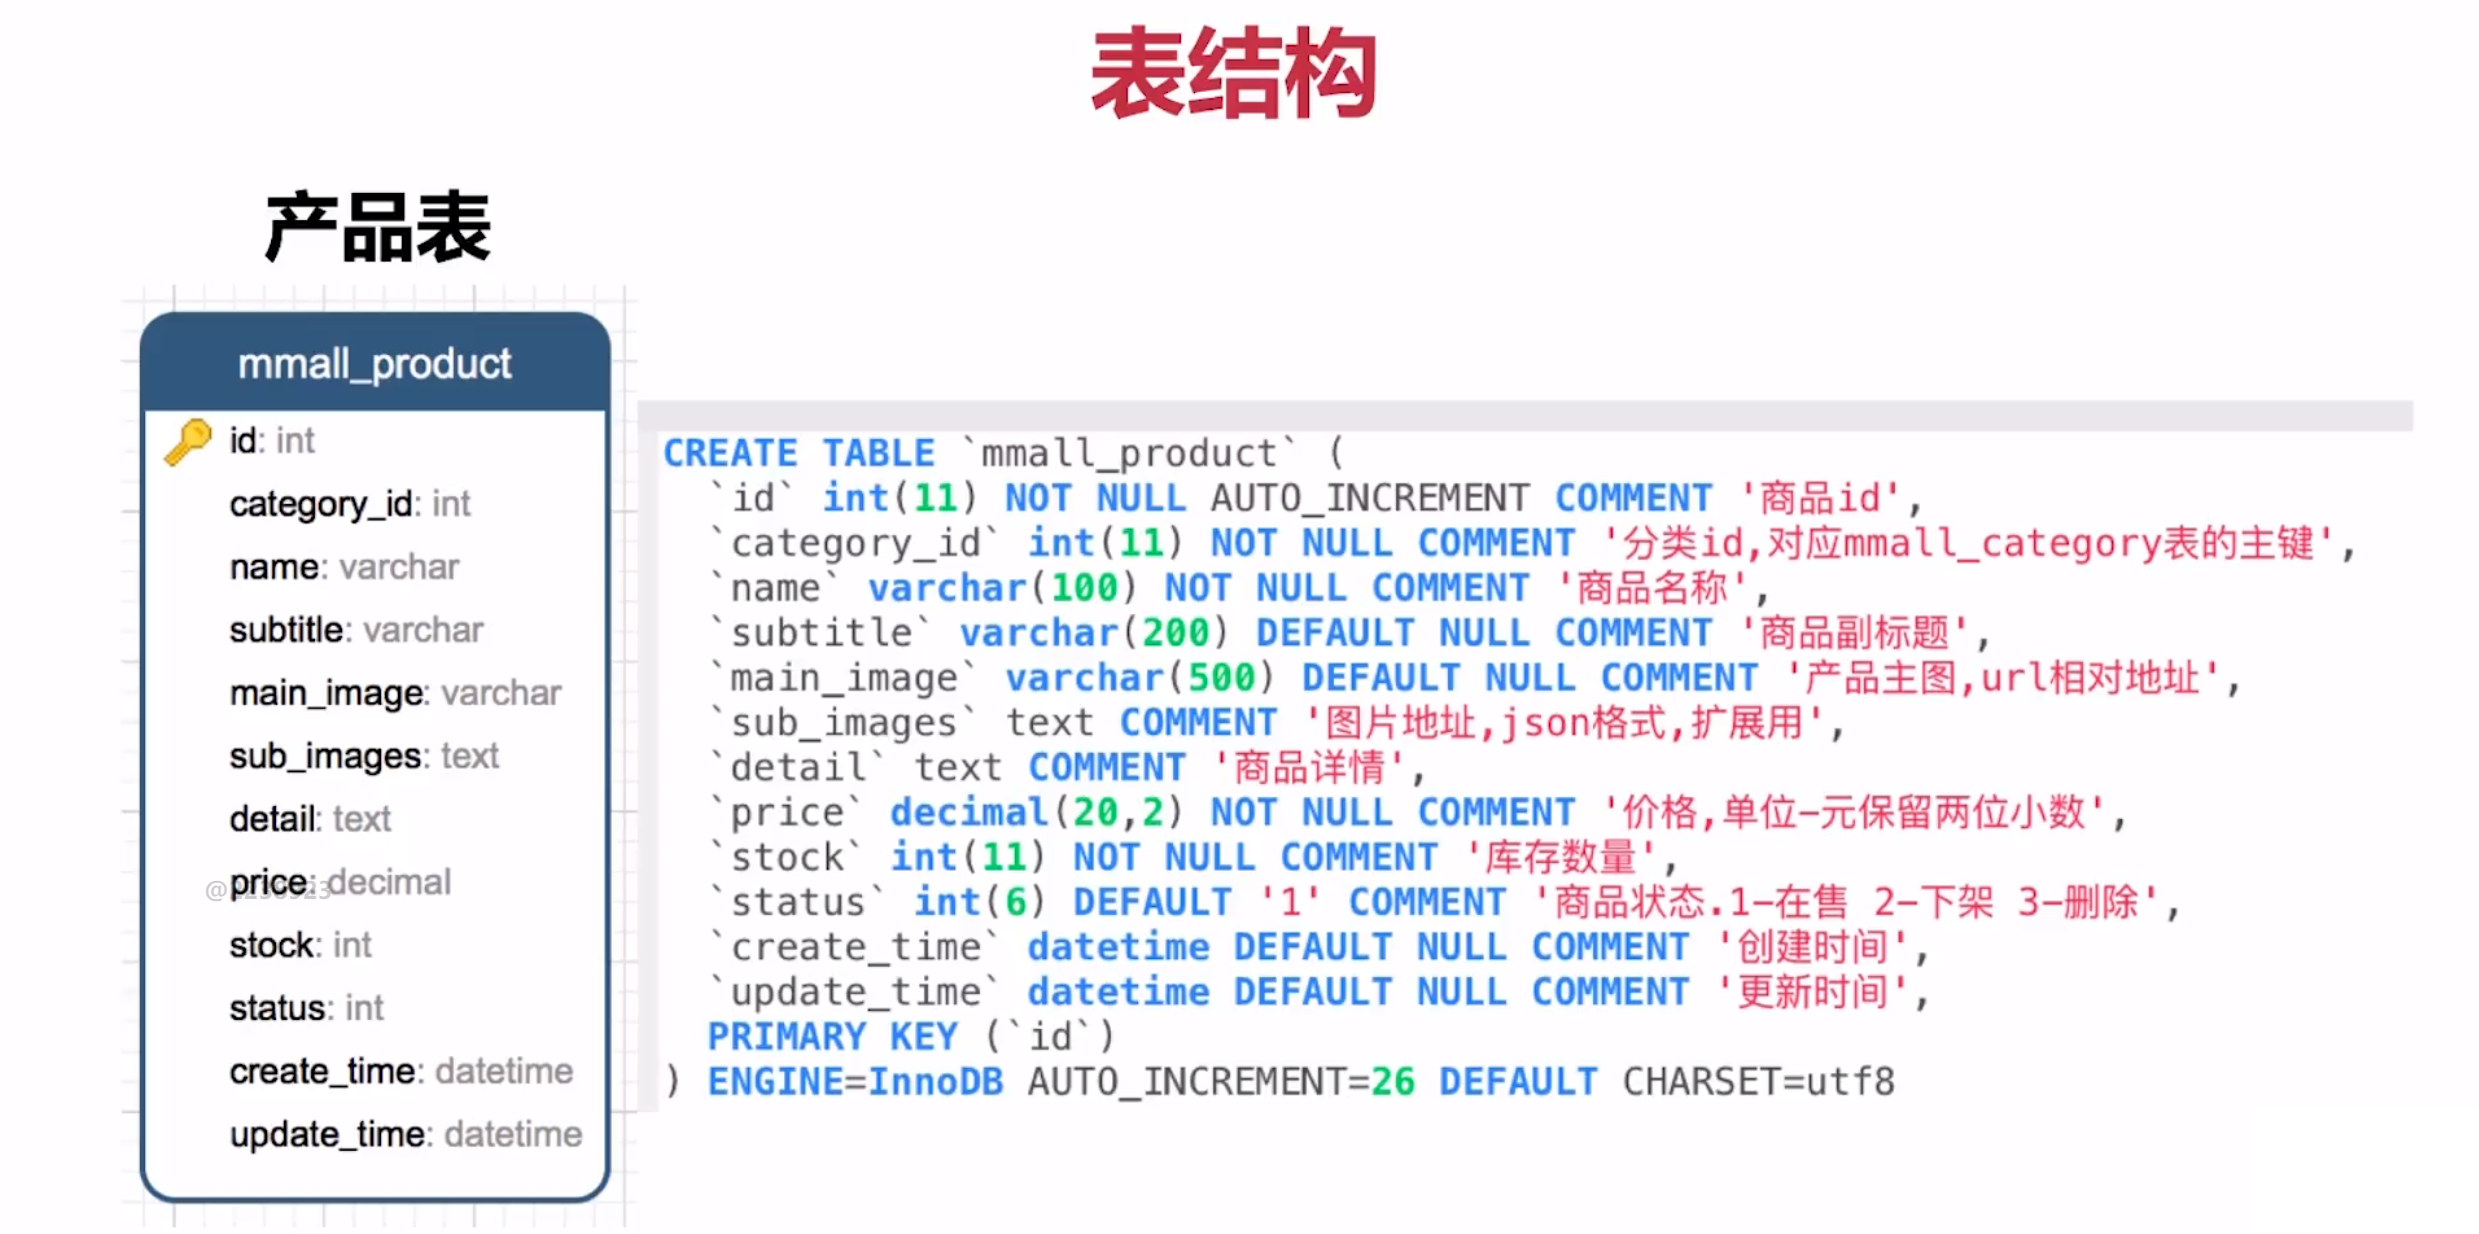 表结构
产品表
mmall_product
id: int
category_id: int
name: varchar
subtitle: varchar
main_image: varchar
sub_images: text
detail: text
price: decimal
stock: int
status: int
create_time: datetime
update_time: datetime
CREATE TABLE `mmall_product` (
`id` int(11) NOT NULL AUTO_INCREMENT COMMENT '商品id',
`category_id` int(11) NOT NULL COMMENT '分类id,对应mmall_category表的主键',
`name` varchar(100) NOT NULL COMMENT '商品名称',
`subtitle` varchar(200) DEFAULT NULL COMMENT '商品副标题',
`main_image` varchar(500) DEFAULT NULL COMMENT '产品主图,url相对地址',
`sub_images` text COMMENT '图片地址,json格式,扩展用',
`detail` text COMMENT '商品详情',
`price` decimal(20,2) NOT NULL COMMENT '价格,单位-元保留两位小数',
`stock` int(11) NOT NULL COMMENT '库存数量',
`status` int(6) DEFAULT '1' COMMENT '商品状态.1-在售 2-下架 3-删除',
`create_time` datetime DEFAULT NULL COMMENT '创建时间',
`update_time` datetime DEFAULT NULL COMMENT '更新时间',
PRIMARY KEY (`id`)
) ENGINE=InnoDB AUTO_INCREMENT=26 DEFAULT CHARSET=utf8